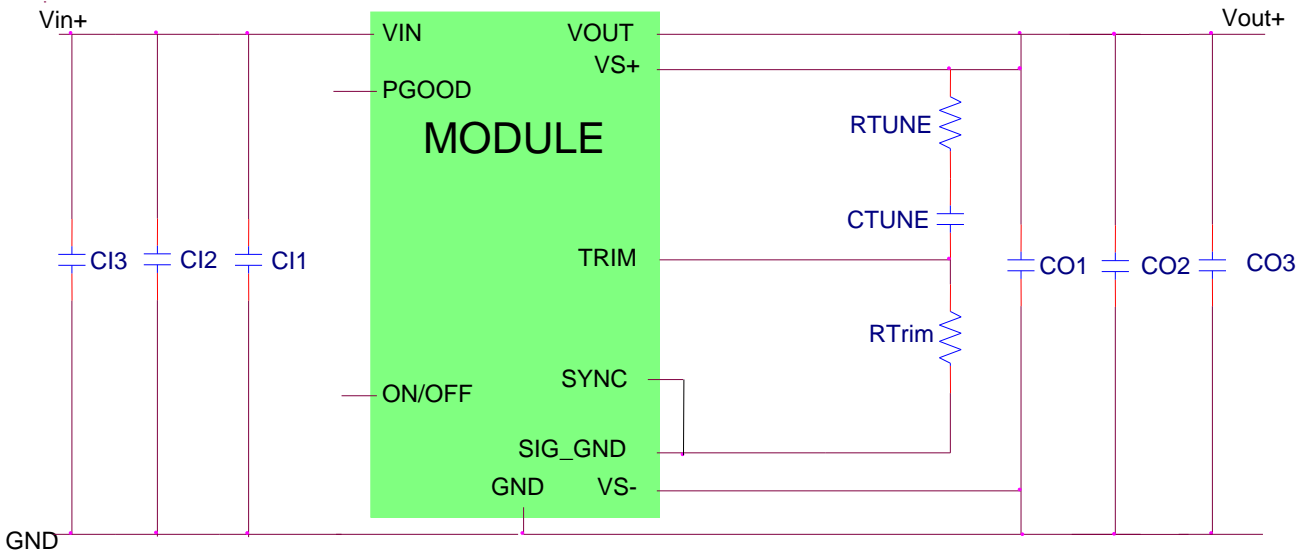 Vin+
Vout+
VIN
VOUT
VS+
PGOOD
MODULE
RTUNE
CTUNE
TRIM
CI3
CI2
CI1
CO1
CO2
CO3
RTrim
SYNC
ON/OFF
SIG_GND
GND
VS-
GND